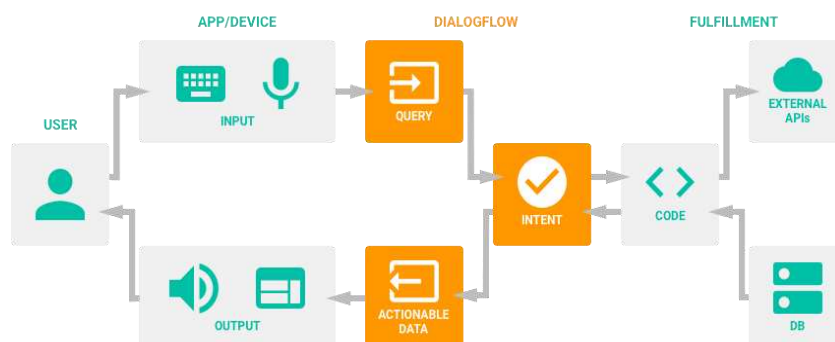 APP/DEVICE
DIALOGFLOW
FULFILLMENT
INPUT
QUERY
EXTERNAL
APIs
USER
INTENT
CODE
OUTPUT
ACTIONABLE
DATA
DB